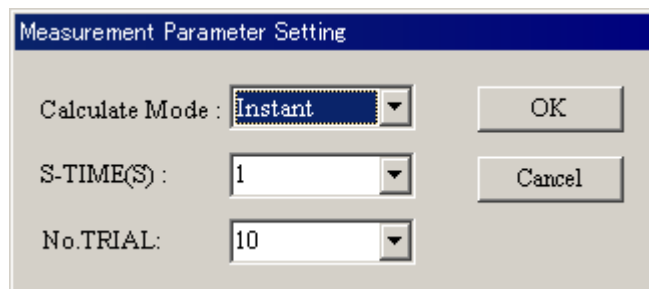 Measurement Parameter Setting
Calculate Mode : Instant OK
S-TIME(S) : 1 Cancel
No.TRIAL: 10